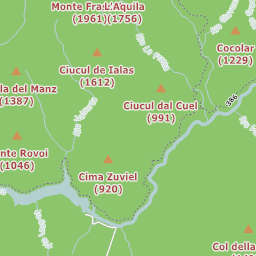 Monte Fra L'Aquila
(1961) (1756)
Cocolar
(1229)
Ciucul de Ialas
(1612)
la del Manz
(1387)
Ciucul dal Cuel
(991)
386
nte Rovoi
(1046)
Cima Zuviel
(920)
Col della